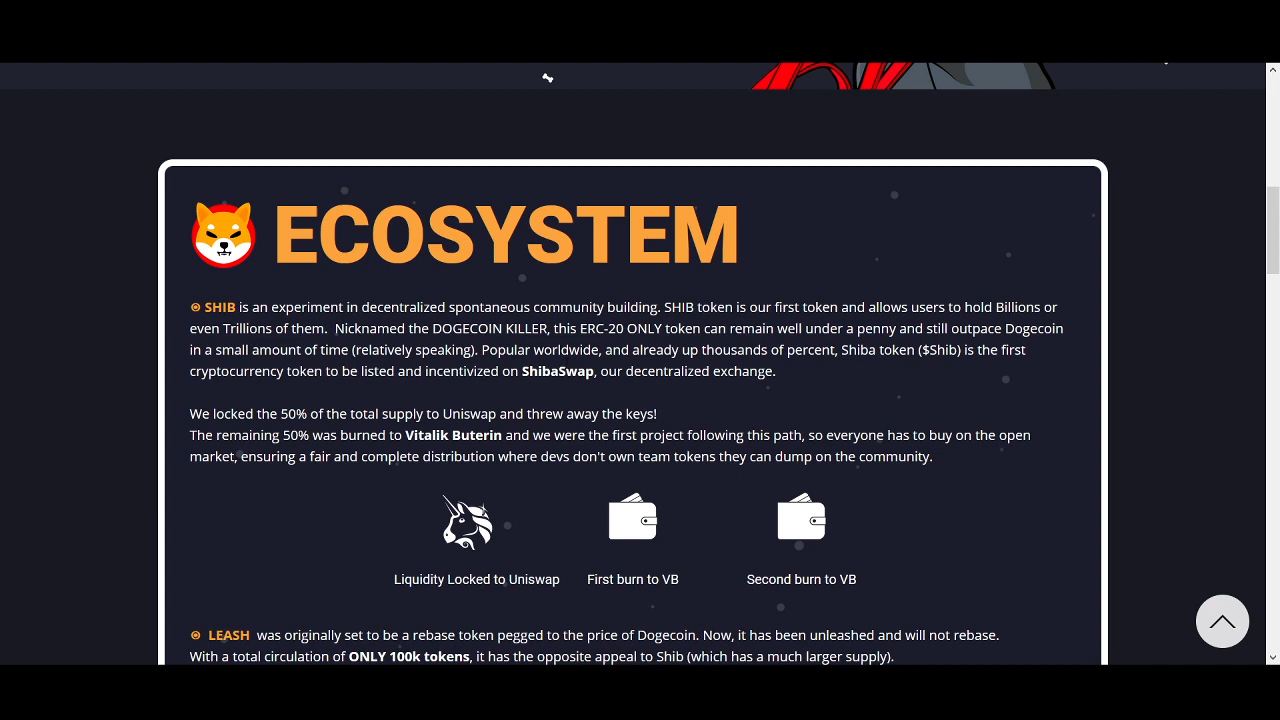 ECOSYSTEM
SHIB is an experiment in decentralized spontaneous community building. SHIB token is our first token and allows users to hold Billions or
even Trillions of them. Nicknamed the DOGECOIN KILLER, this ERC-20 ONLY token can remain well under a penny and still outpace Dogecoin
in a small amount of time (relatively speaking). Popular worldwide, and already up thousands of percent, Shiba token ($Shib) is the first
cryptocurrency token to be listed and incentivized on ShibaSwap, our decentralized exchange.
We locked the 50% of the total supply to Uniswap and threw away the keys!
The remaining 50% was burned to Vitalik Buterin and we were the first project following this path, so everyone has to buy on the open
market, ensuring a fair and complete distribution where devs don't own team tokens they can dump on the community.
Liquidity Locked to Uniswap First burn to VB Second burn to VB
LEASH was originally set to be a rebase token pegged to the price of Dogecoin. Now, it has been unleashed and will not rebase.
With a total circulation of ONLY 100k tokens, it has the opposite appeal to Shib (which has a much larger supply).